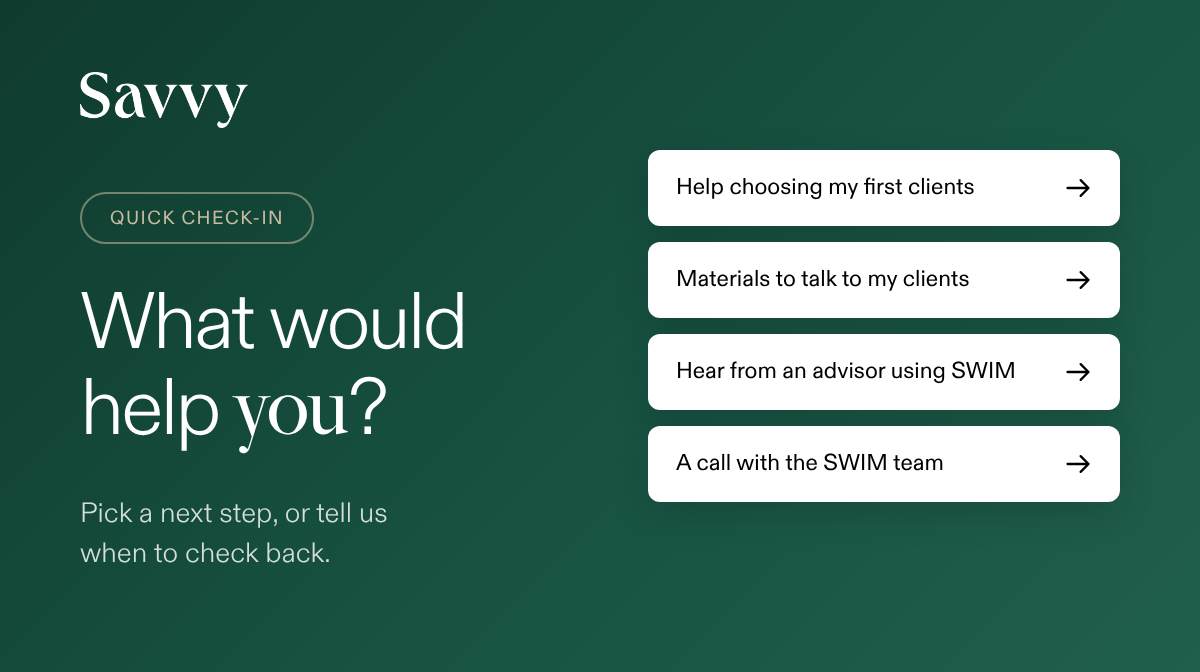 Savvy
QUICK CHECK-IN
What would
help you?
Pick a next step, or tell us
when to check back.
Help choosing my first clients
Materials to talk to my clients
Hear from an advisor using SWIM
A call with the SWIM team